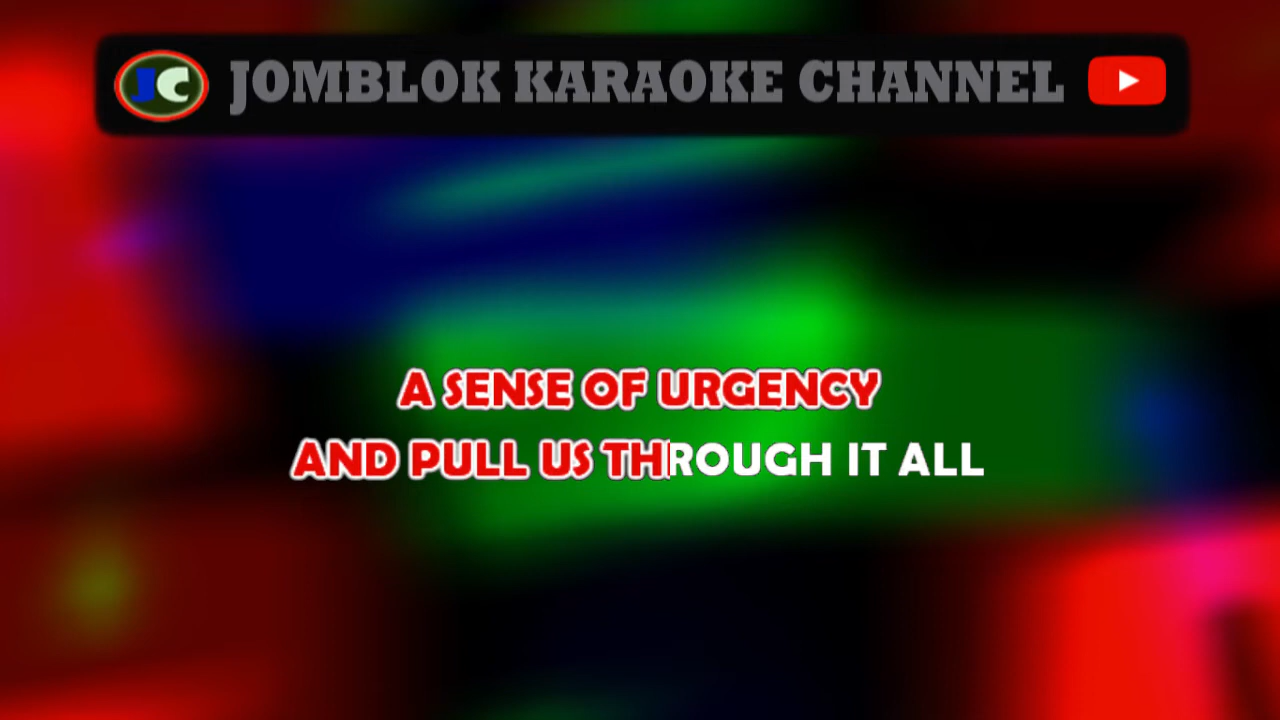 JC JOMBLOK KARAOKE CHANNEL
A SENSE OF URGENCY
AND PULL US THROUGH IT ALL